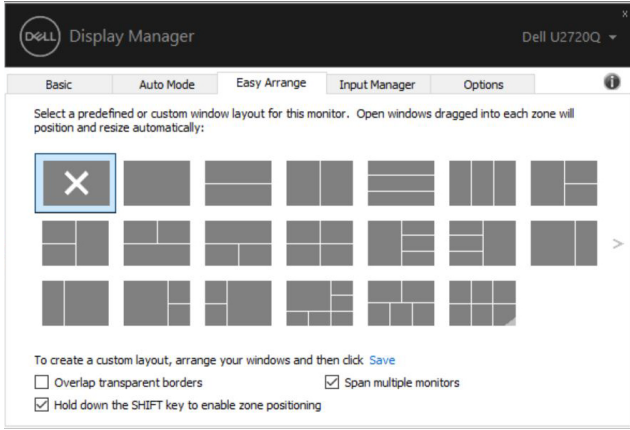 DELL Display Manager
Dell U2720Q
Basic Auto Mode Easy Arrange Input Manager Options
Select a predefined or custom window layout for this monitor. Open windows dragged into each zone will
position and resize automatically:
To create a custom layout, arrange your windows and then click Save
Overlap transparent borders Span multiple monitors
Hold down the SHIFT key to enable zone positioning